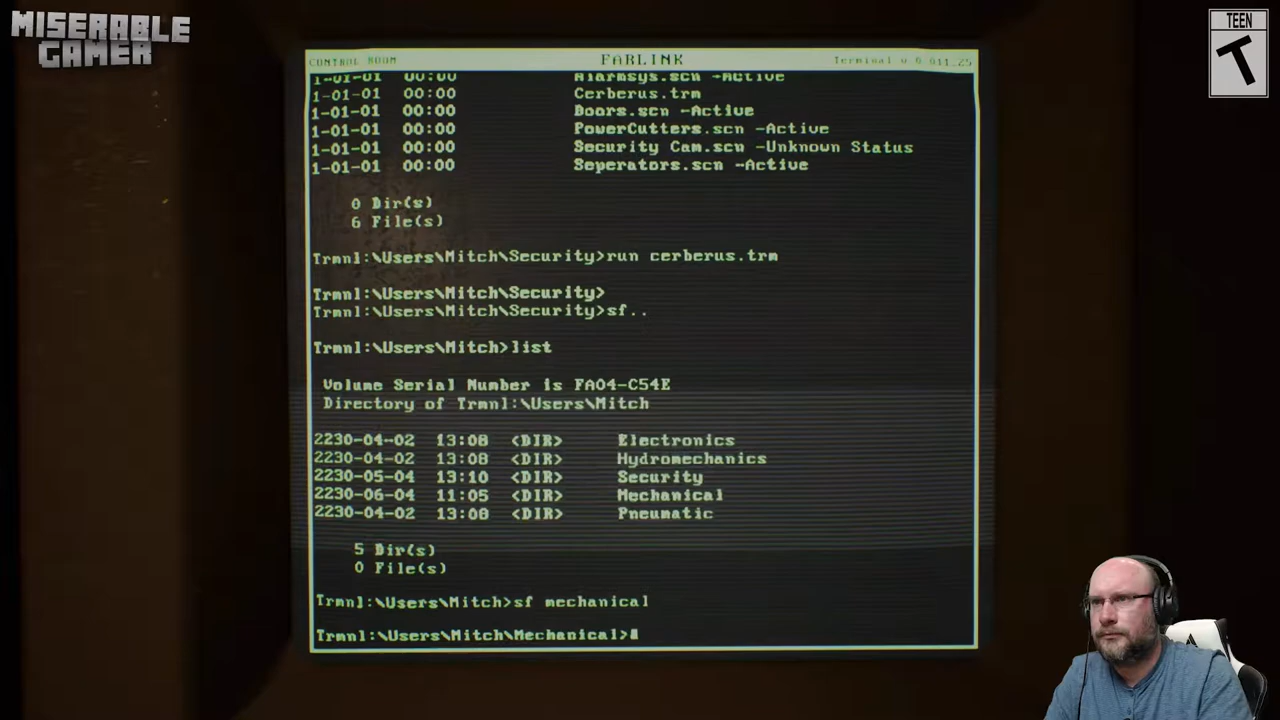 MISERABLE
GAMER
TEEN
T
CONTROL ROOM FARLINK Terminal v 0.011.25
1-01-01 00:00 Alarmsys.scn -Active
1-01-01 00:00 Cerberus.trm
1-01-01 00:00 Doors.scn -Active
1-01-01 00:00 PowerCutters.scn -Active
1-01-01 00:00 Security Cam.scn -Unknown Status
1-01-01 00:00 Seperators.scn -Active
0 Dir(s)
6 File(s)
Trmnl:\Users\Mitch\Security>run cerberus.trm
Trmnl:\Users\Mitch\Security>
Trmnl:\Users\Mitch\Security>sf..
Trmnl:\Users\Mitch>list
Volume Serial Number is FA04-C54E
Directory of Trmnl:\Users\Mitch
2230-04-02 13:08 <DIR> Electronics
2230-04-02 13:08 <DIR> Hydromechanics
2230-05-04 13:10 <DIR> Security
2230-06-04 11:05 <DIR> Mechanical
2230-04-02 13:08 <DIR> Pneumatic
5 Dir(s)
0 File(s)
Trmnl:\Users\Mitch>sf mechanical
Trmnl:\Users\Mitch\Mechanical>